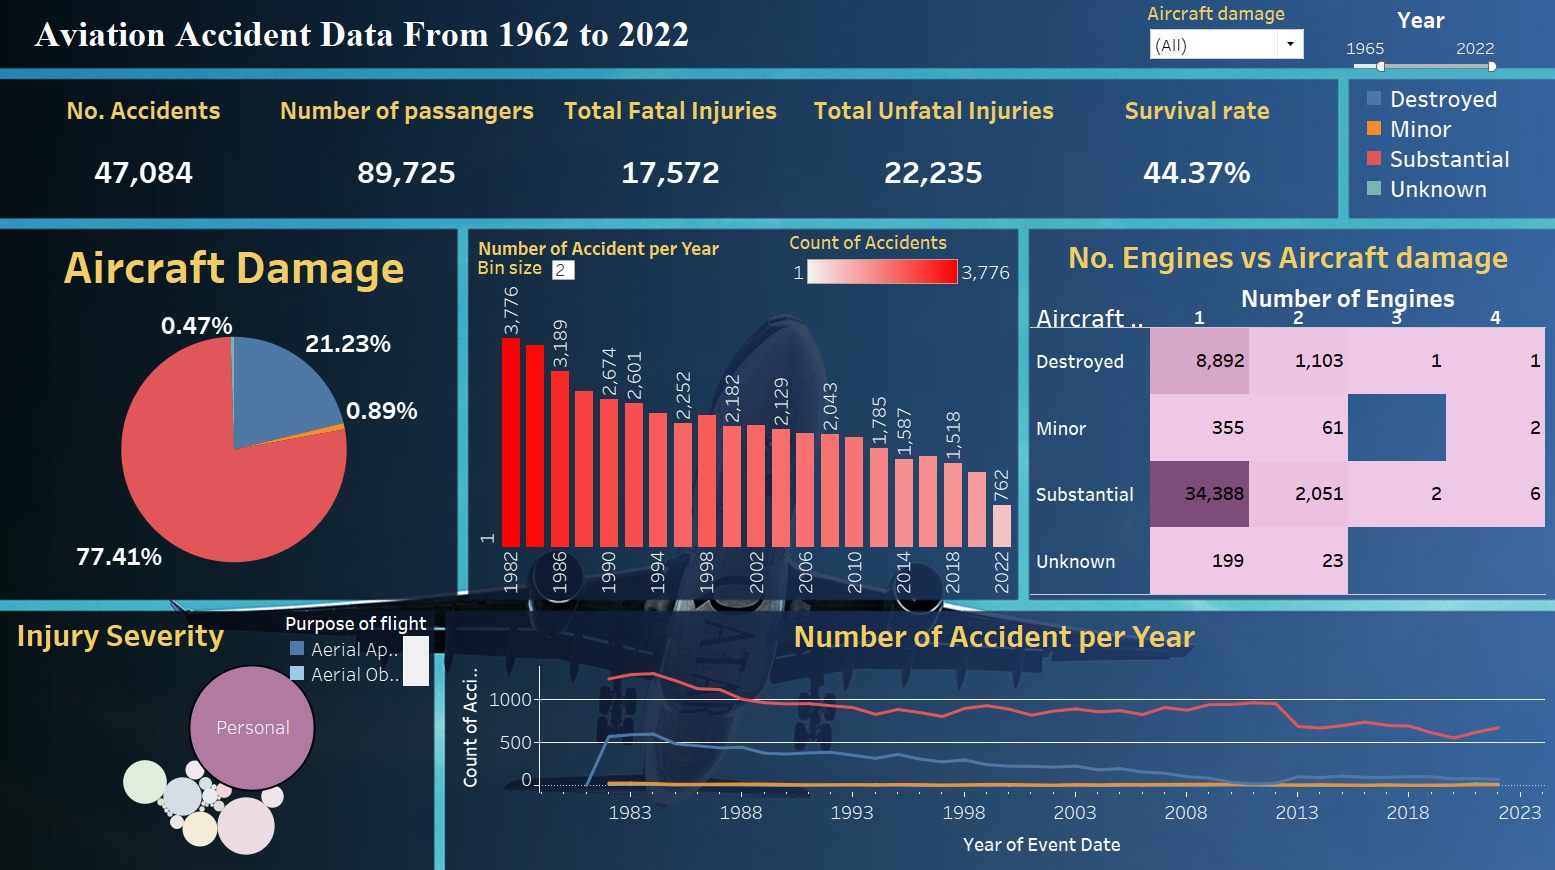 Aviation Accident Data From 1962 to 2022
Aircraft damage
(All)
Year
1965 2022
No. Accidents
47,084
Number of passangers
89,725
Total Fatal Injuries
17,572
Total Unfatal Injuries
22,235
Survival rate
44.37%
Destroyed
Minor
Substantial
Unknown
Aircraft Damage
0.47%
21.23%
0.89%
77.41%
Number of Accident per Year
Bin size 2
Count of Accidents
1 3,776
1
3,776
3,189
2,674
2,601
2,252
2,182
2,129
2,043
1,785
1,587
1,518
762
1982 1986 1990 1994 1998 2002 2006 2010 2014 2018 2022
No. Engines vs Aircraft damage
Number of Engines
Aircraft .. 1 2 3 4
Destroyed 8,892 1,103 1 1
Minor 355 61 2
Substantial 34,388 2,051 2 6
Unknown 199 23
Injury Severity
Purpose of flight
Aerial Ap..
Aerial Ob..
Personal
Number of Accident per Year
Count of Acci..
1000
500
0
1983 1988 1993 1998 2003 2008 2013 2018 2023
Year of Event Date